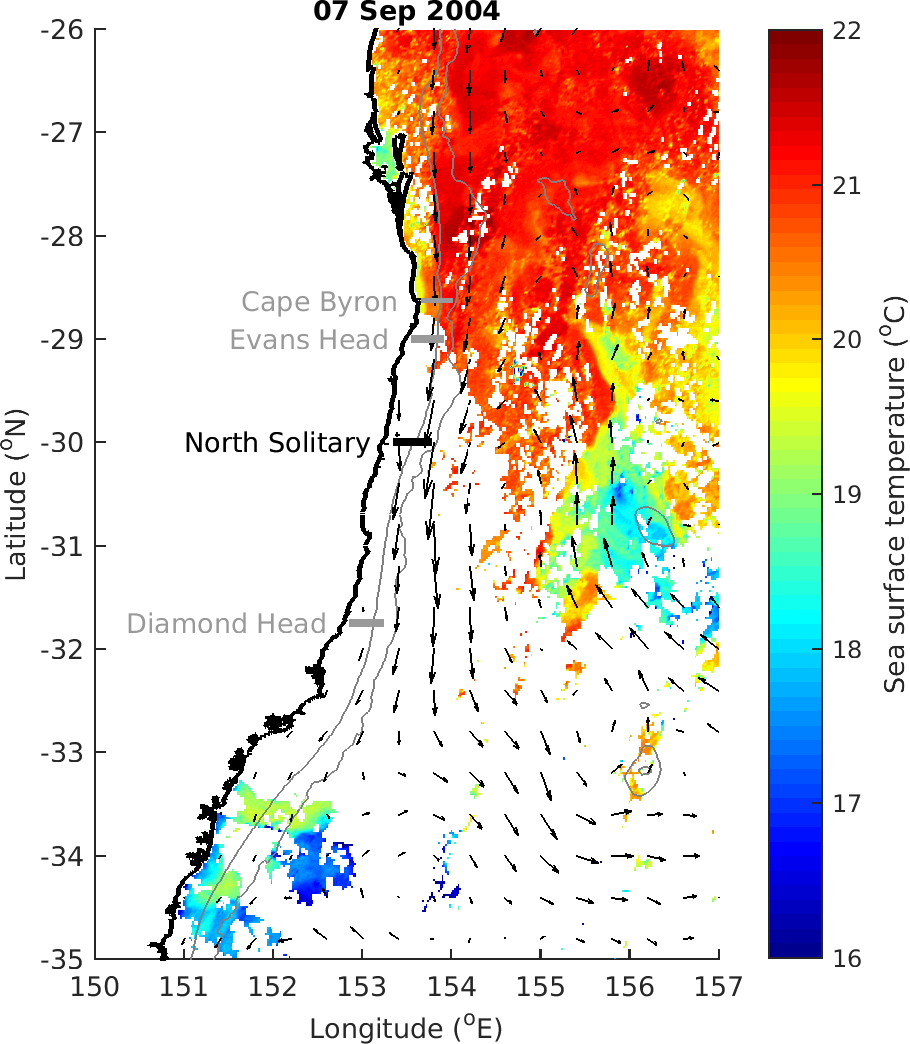 07 Sep 2004
-26
-27
-28
-29
-30
-31
-32
-33
-34
-35
Latitude (°N)
Cape Byron
Evans Head
North Solitary
Diamond Head
150 151 152 153 154 155 156 157
Longitude (°E)
22
21
20
19
18
17
16
Sea surface temperature (°C)